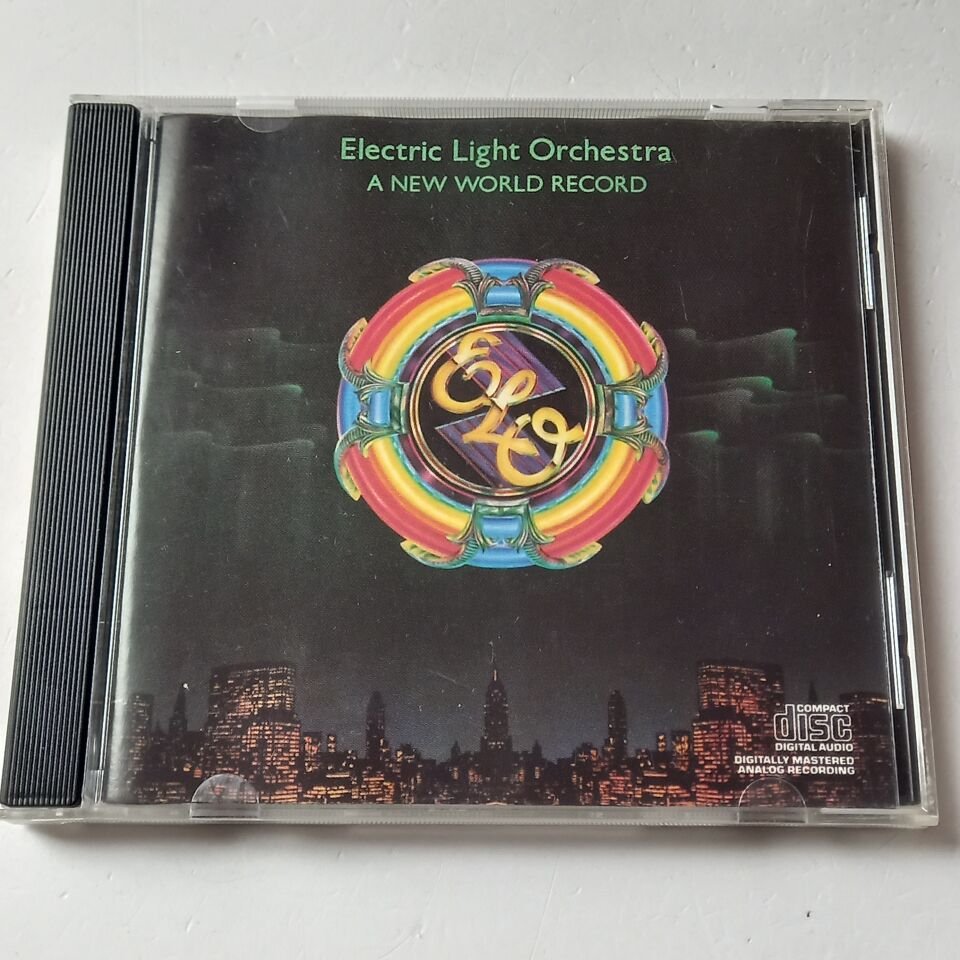 Electric Light Orchestra
A NEW WORLD RECORD
ELO
COMPACT
disc
DIGITAL AUDIO
DIGITALLY MASTERED
ANALOG RECORDING